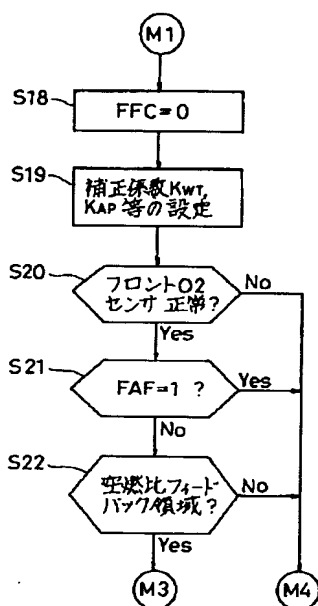 M1
S18
FFC=0
S19
補正係数KWT,
KAP等の設定
S20
フロントO2
センサ正常?
No
Yes
S21
FAF=1 ?
Yes
No
S22
空燃比フィード
バック領域?
No
Yes
M3
M4